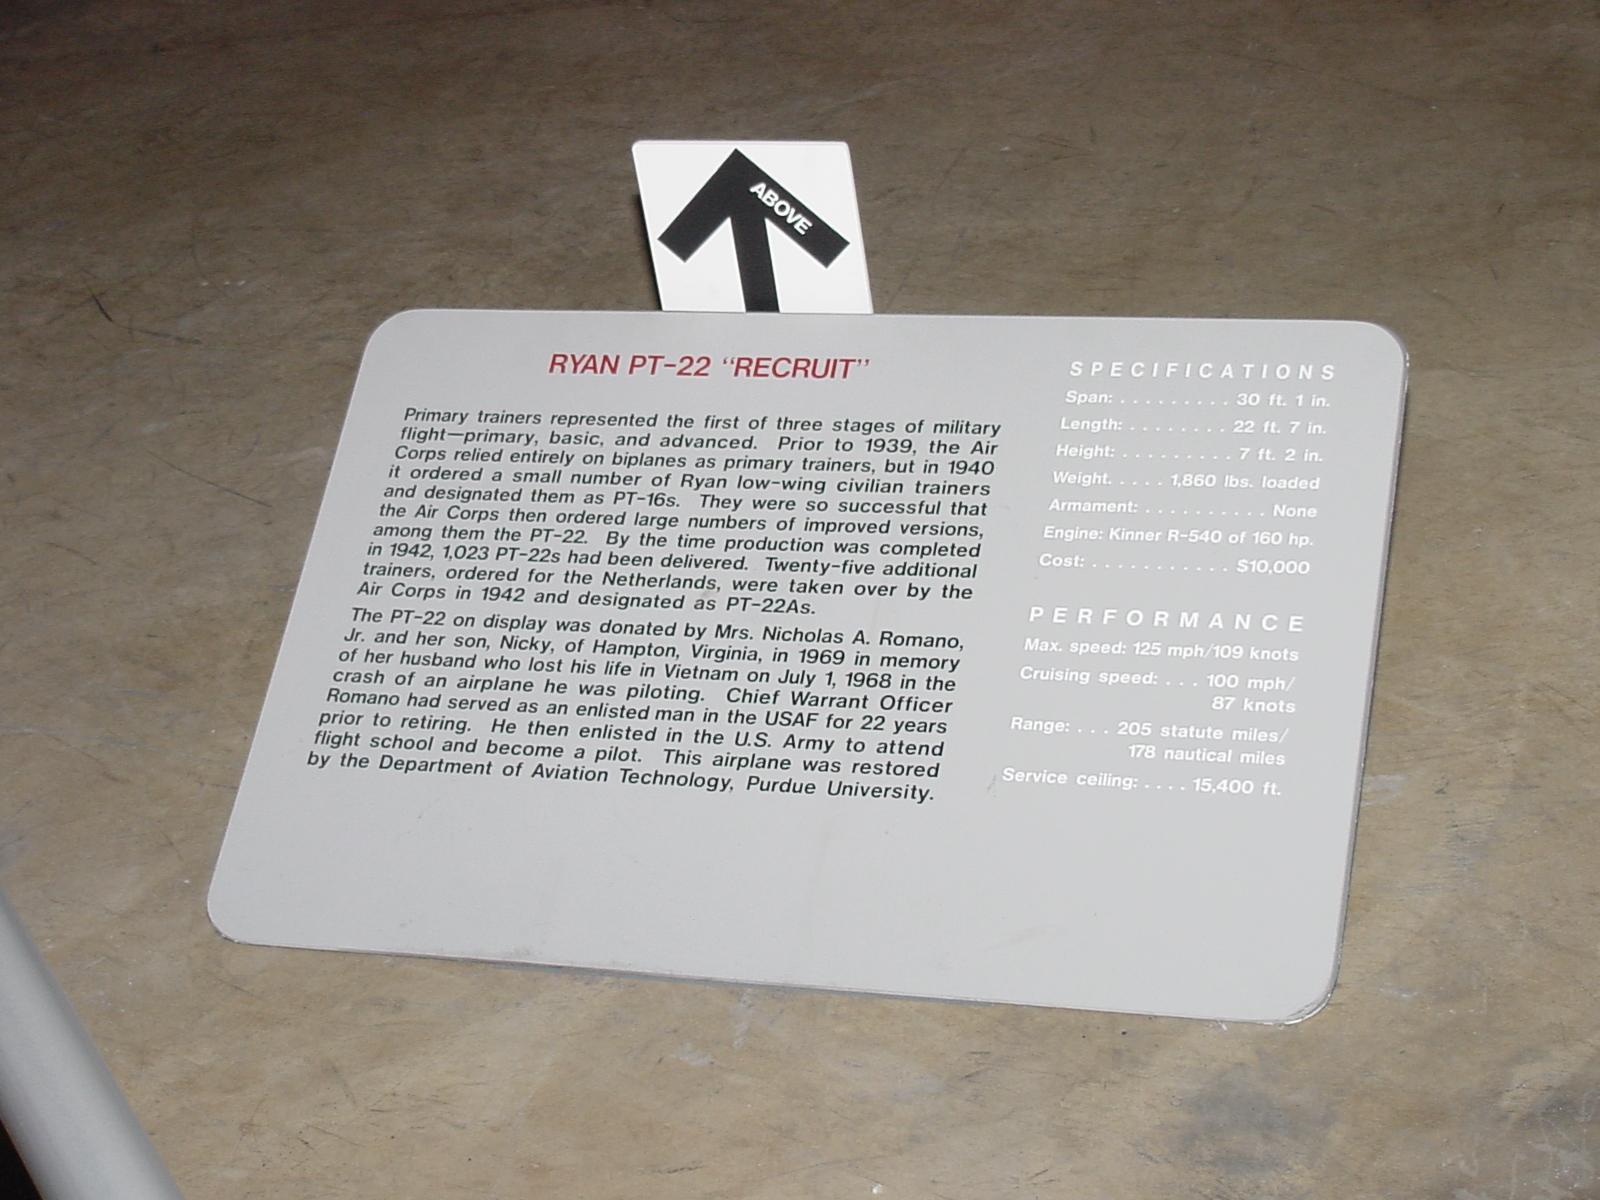 ABOVE
RYAN PT-22 "RECRUIT"
Primary trainers represented the first of three stages of military
flight—primary, basic, and advanced. Prior to 1939, the Air
Corps relied entirely on biplanes as primary trainers, but in 1940
it ordered a small number of Ryan low-wing civilian trainers
and designated them as PT-16s. They were so successful that
the Air Corps then ordered large numbers of improved versions,
among them the PT-22. By the time production was completed
in 1942, 1,023 PT-22s had been delivered. Twenty-five additional
trainers, ordered for the Netherlands, were taken over by the
Air Corps in 1942 and designated as PT-22As.
The PT-22 on display was donated by Mrs. Nicholas A. Romano,
Jr. and her son, Nicky, of Hampton, Virginia, in 1969 in memory
of her husband who lost his life in Vietnam on July 1, 1968 in the
crash of an airplane he was piloting. Chief Warrant Officer
Romano had served as an enlisted man in the USAF for 22 years
prior to retiring. He then enlisted in the U.S. Army to attend
flight school and become a pilot. This airplane was restored
by the Department of Aviation Technology, Purdue University.
SPECIFICATIONS
Span: . . . . . . . . . 30 ft. 1 in.
Length: . . . . . . . . 22 ft. 7 in.
Height: . . . . . . . . . 7 ft. 2 in.
Weight. . . . . 1,860 lbs. loaded
Armament: . . . . . . . . . . None
Engine: Kinner R-540 of 160 hp.
Cost: . . . . . . . . . . . $10,000
PERFORMANCE
Max. speed: 125 mph/109 knots
Cruising speed: . . . 100 mph/
87 knots
Range: . . . 205 statute miles/
178 nautical miles
Service ceiling: . . . . 15,400 ft.